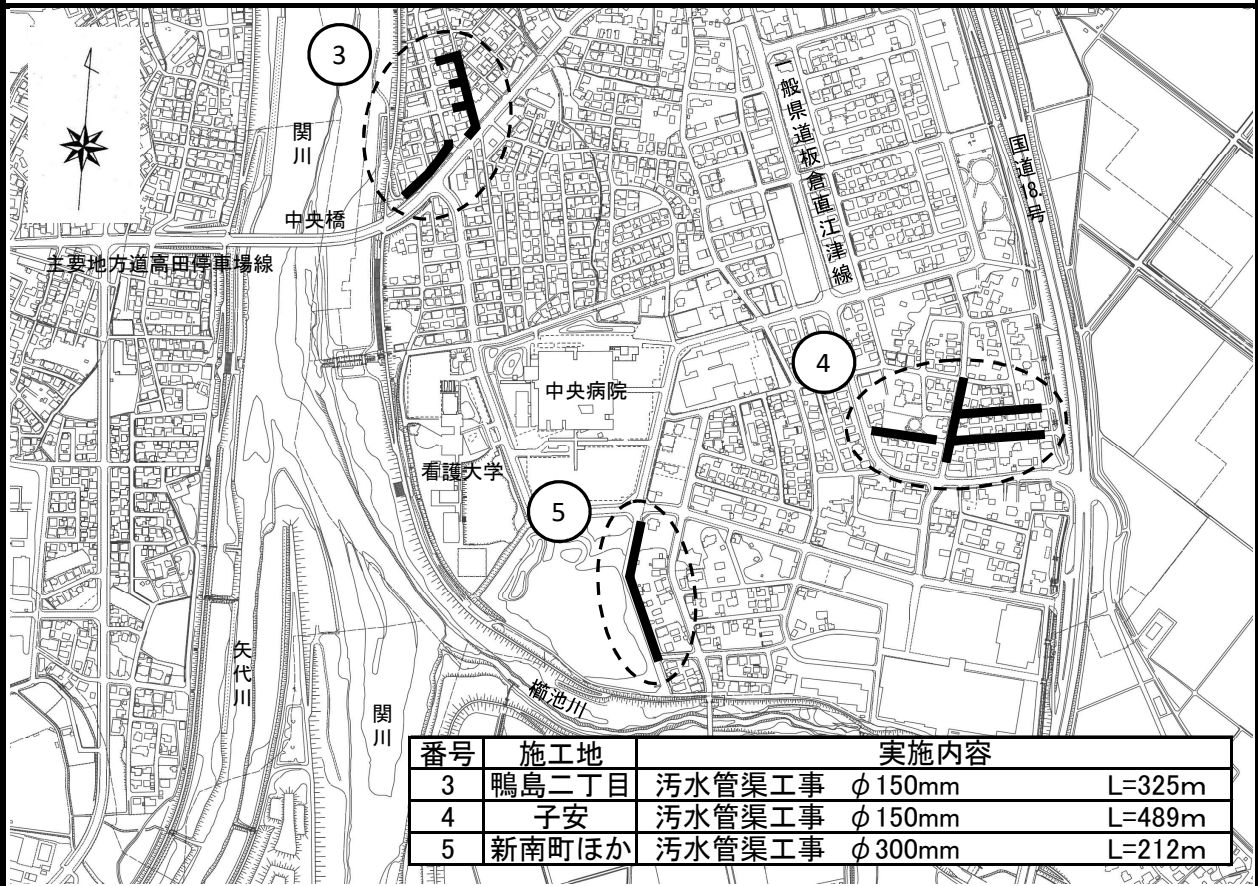 3
関川
中央橋
主要地方道高田停車場線
一般県道板倉直江津線
国道18号
4
中央病院
看護大学
5
矢代川
関川
櫛池川
番号 施工地 実施内容
3 鴨島二丁目 汚水管渠工事 φ150mm L=325m
4 子安 汚水管渠工事 φ150mm L=489m
5 新南町ほか 汚水管渠工事 φ300mm L=212m